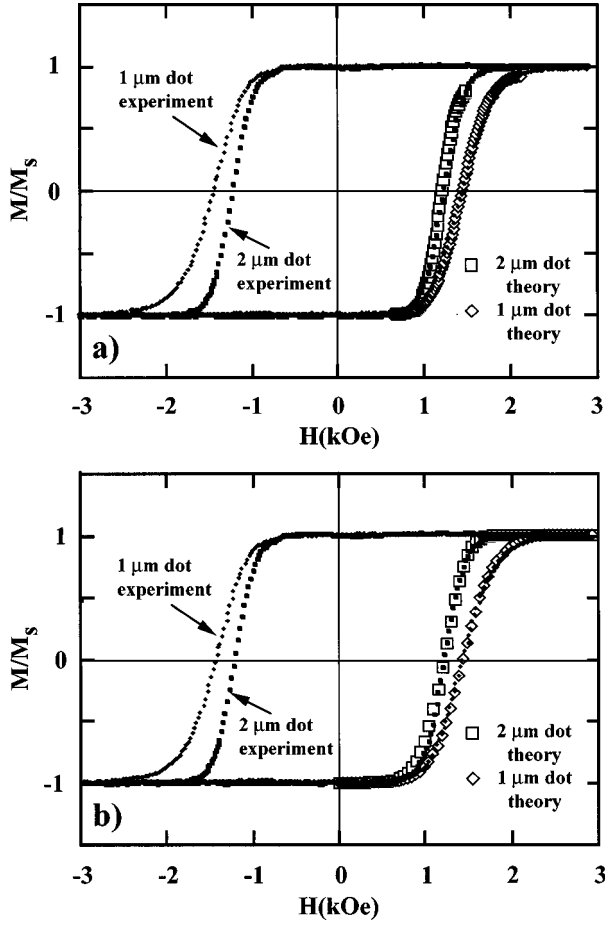 1
0
-1
M/Ms
1 μm dot
experiment
2 μm dot
experiment
2 μm dot
theory
1 μm dot
theory
a)
-3 -2 -1 0 1 2 3
H(kOe)
1
0
-1
M/Ms
1 μm dot
experiment
2 μm dot
experiment
2 μm dot
theory
1 μm dot
theory
b)
-3 -2 -1 0 1 2 3
H(kOe)